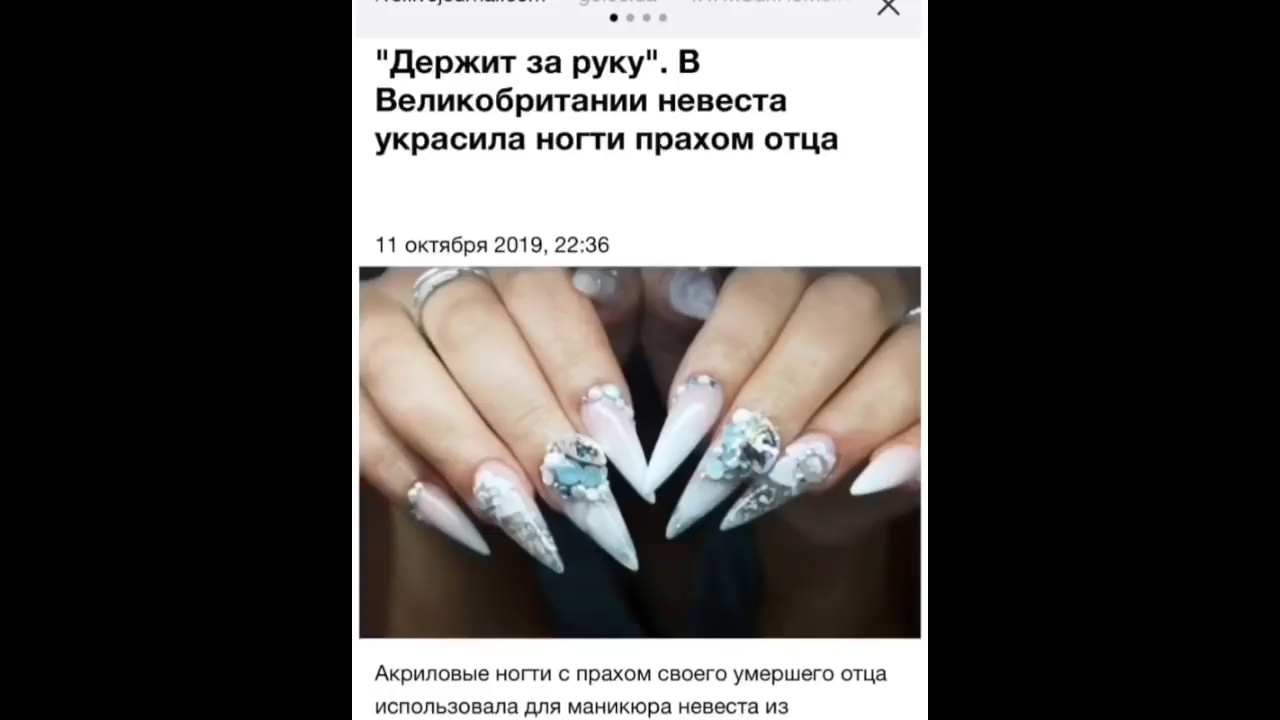 "Держит за руку". В
Великобритании невеста
украсила ногти прахом отца
11 октября 2019, 22:36
Акриловые ногти с прахом своего умершего отца
использовала для маникюра невеста из